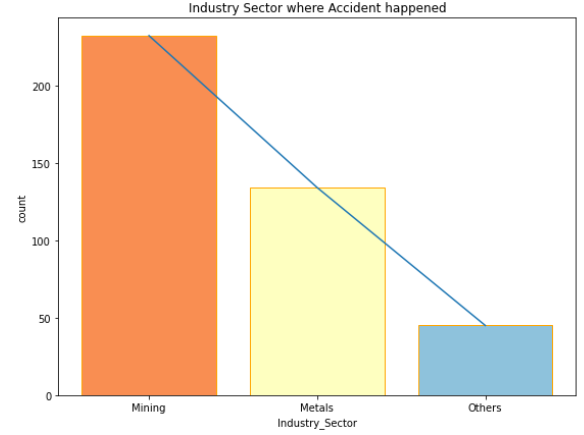 Industry Sector where Accident happened
count
200
150
100
50
0
Mining Metals Others
Industry_Sector